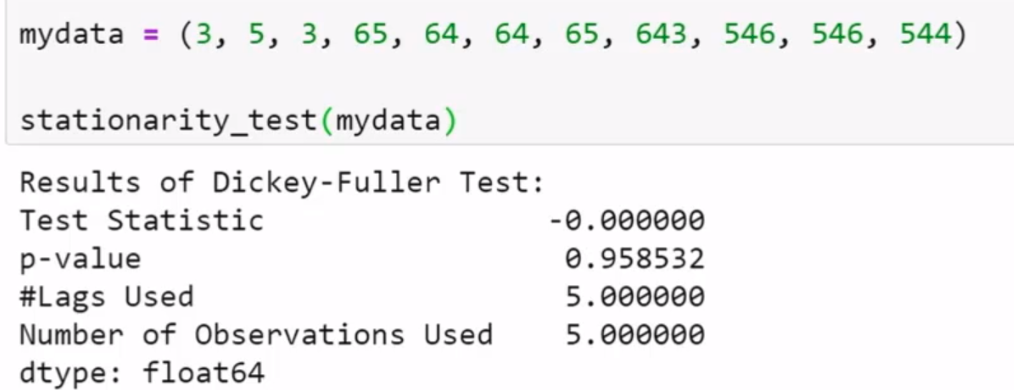 mydata = (3, 5, 3, 65, 64, 64, 65, 643, 546, 546, 544)
stationarity_test(mydata)
Results of Dickey-Fuller Test:
Test Statistic -0.000000
p-value 0.958532
#Lags Used 5.000000
Number of Observations Used 5.000000
dtype: float64